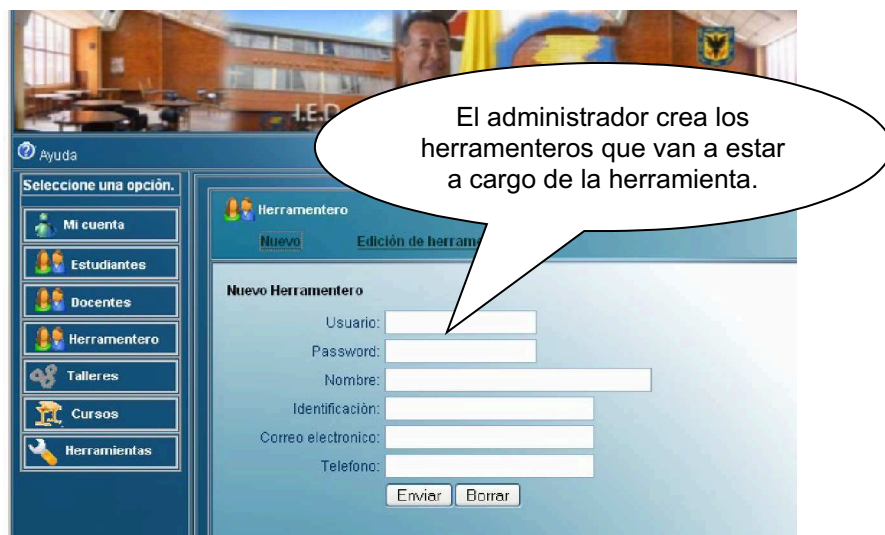 I.E.D
El administrador crea los
herramenteros que van a estar
a cargo de la herramienta.
Ayuda
Seleccione una opción.
Mi cuenta
Estudiantes
Docentes
Herramentero
Talleres
Cursos
Herramientas
Herramentero
Nuevo Edición de
Nuevo Herramentero
Usuario:
Password:
Nombre:
Identificación:
Correo electronico:
Telefono:
Enviar Borrar